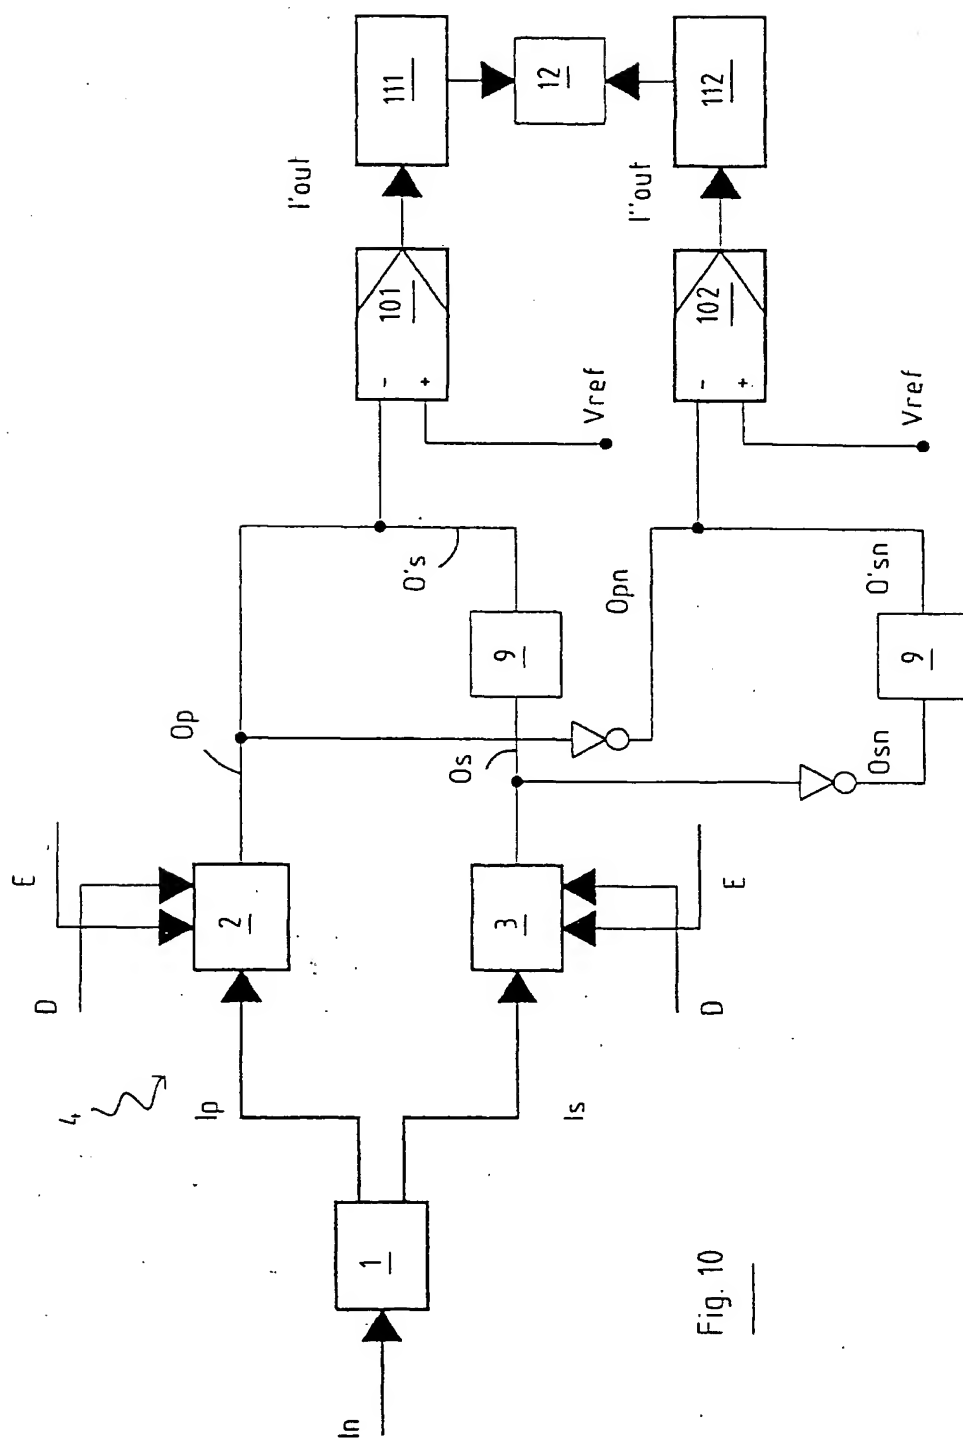 In
1
4
Ip
Is
D
E
2
D
E
3
Op
Os
9
O's
Opn
Osn
9
O'sn
-
+
101
Vref
-
+
102
Vref
I'out
111
I''out
112
12
Fig. 10